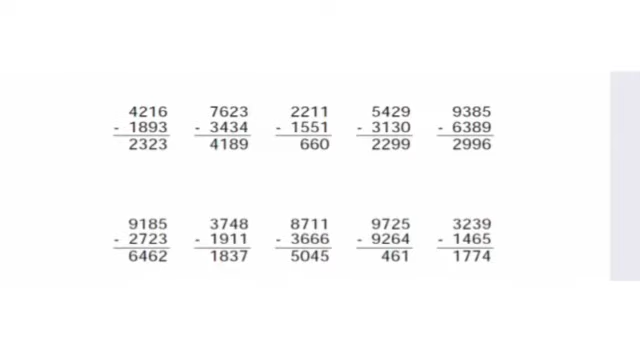 4216 7623 2211 5429 9385
- 1893 - 3434 - 1551 - 3130 - 6389
2323 4189 660 2299 2996
9185 3748 8711 9725 3239
- 2723 - 1911 - 3666 - 9264 - 1465
6462 1837 5045 461 1774